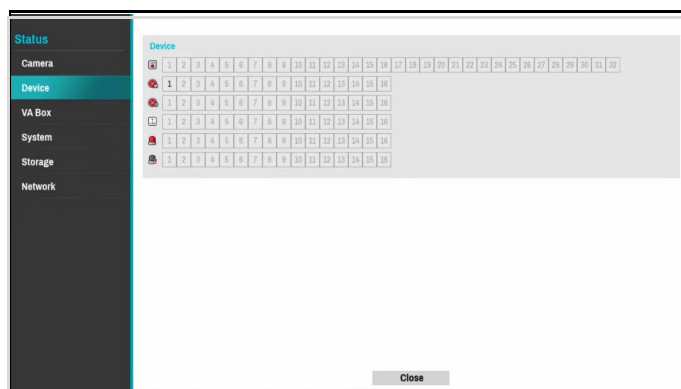 Status
Camera
Device
VA Box
System
Storage
Network
Device
1 2 3 4 5 6 7 8 9 10 11 12 13 14 15 16 17 18 19 20 21 22 23 24 25 26 27 28 29 30 31 32
1 2 3 4 5 6 7 8 9 10 11 12 13 14 15 16
1 2 3 4 5 6 7 8 9 10 11 12 13 14 15 16
1 2 3 4 5 6 7 8 9 10 11 12 13 14 15 16
1 2 3 4 5 6 7 8 9 10 11 12 13 14 15 16
1 2 3 4 5 6 7 8 9 10 11 12 13 14 15 16
Close